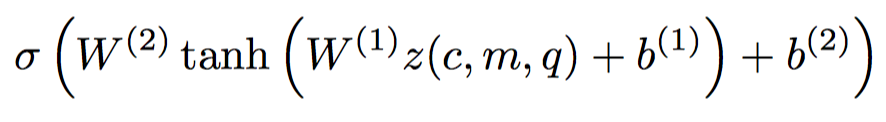 σ ( W^{(2)} tanh ( W^{(1)} z(c, m, q) + b^{(1)} ) + b^{(2)} )